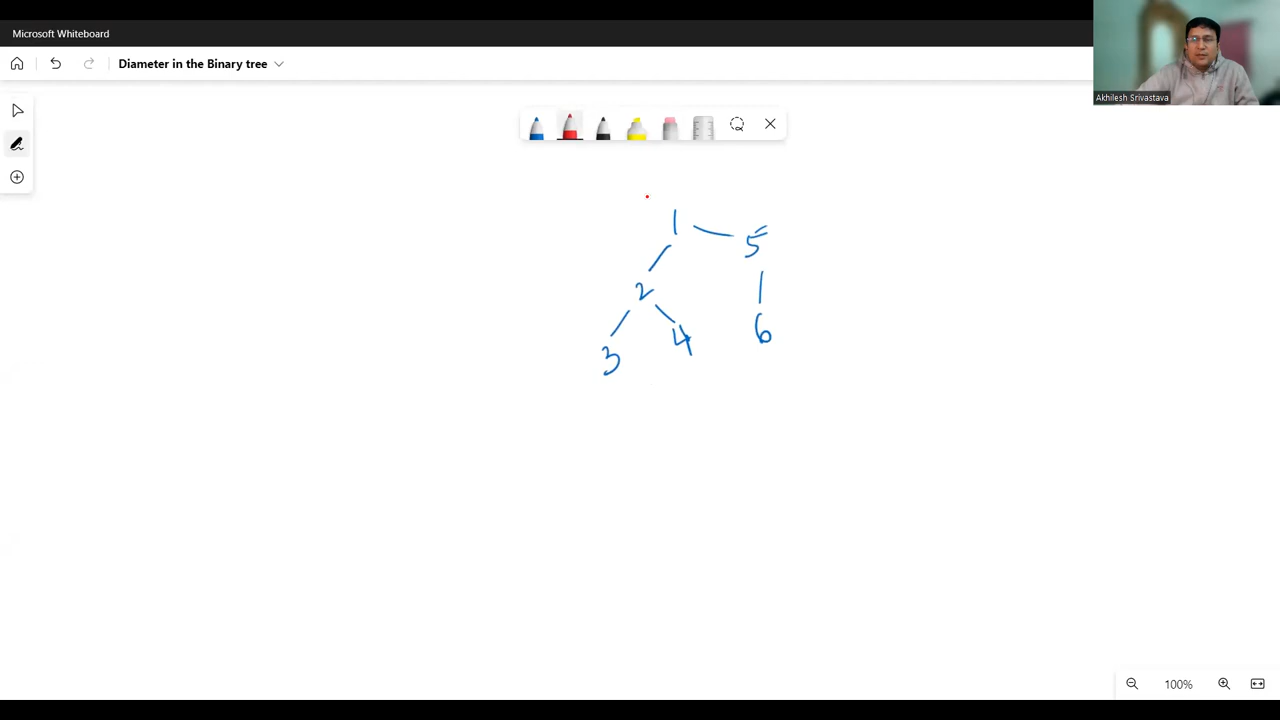 Microsoft Whiteboard
Diameter in the Binary tree
Akhilesh Srivastava
1 5
2
3 4 6
100%